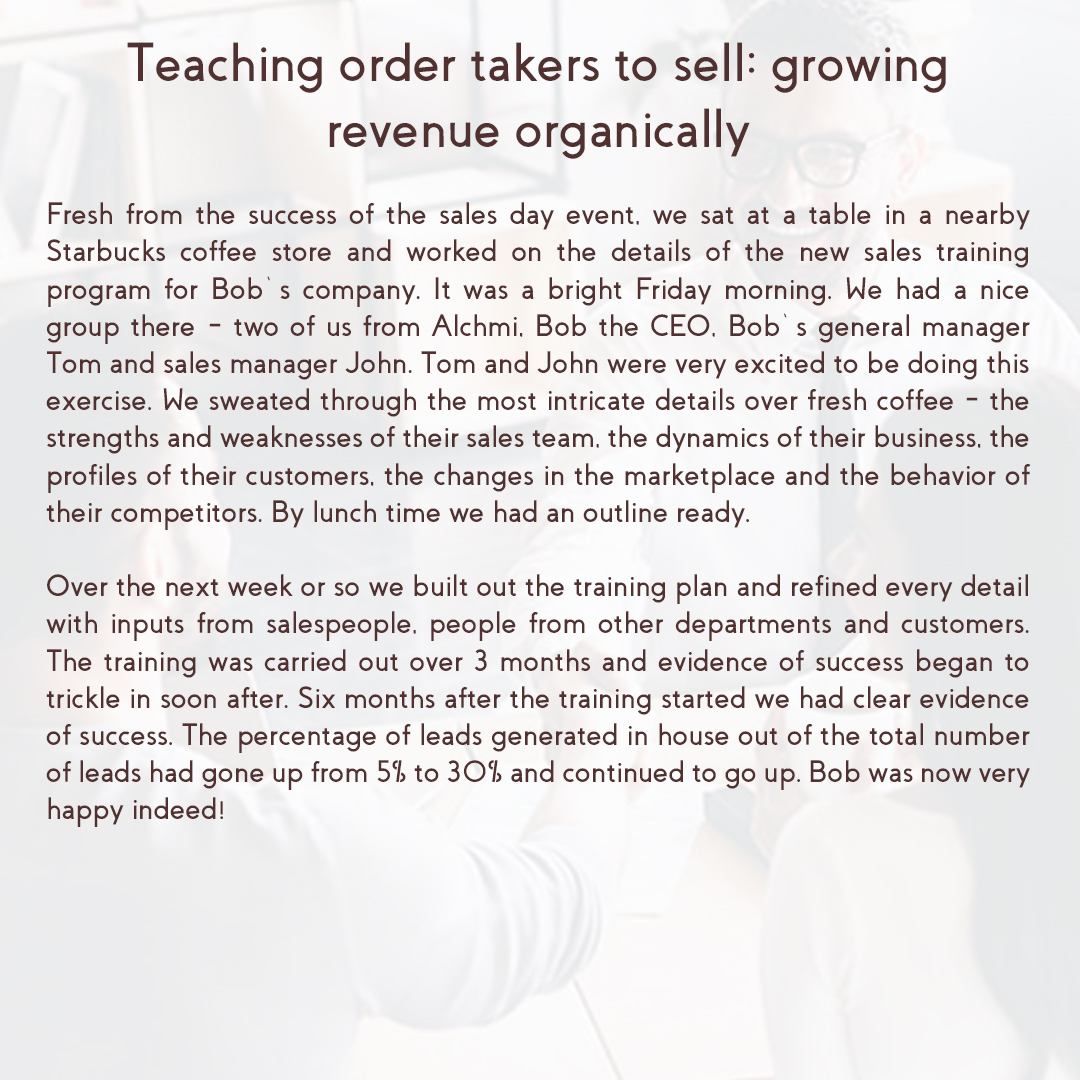 Teaching order takers to sell: growing
revenue organically
Fresh from the success of the sales day event, we sat at a table in a nearby
Starbucks coffee store and worked on the details of the new sales training
program for Bob`s company. It was a bright Friday morning. We had a nice
group there - two of us from Alchmi, Bob the CEO, Bob`s general manager
Tom and sales manager John. Tom and John were very excited to be doing this
exercise. We sweated through the most intricate details over fresh coffee - the
strengths and weaknesses of their sales team, the dynamics of their business, the
profiles of their customers, the changes in the marketplace and the behavior of
their competitors. By lunch time we had an outline ready.
Over the next week or so we built out the training plan and refined every detail
with inputs from salespeople, people from other departments and customers.
The training was carried out over 3 months and evidence of success began to
trickle in soon after. Six months after the training started we had clear evidence
of success. The percentage of leads generated in house out of the total number
of leads had gone up from 5% to 30% and continued to go up. Bob was now very
happy indeed!